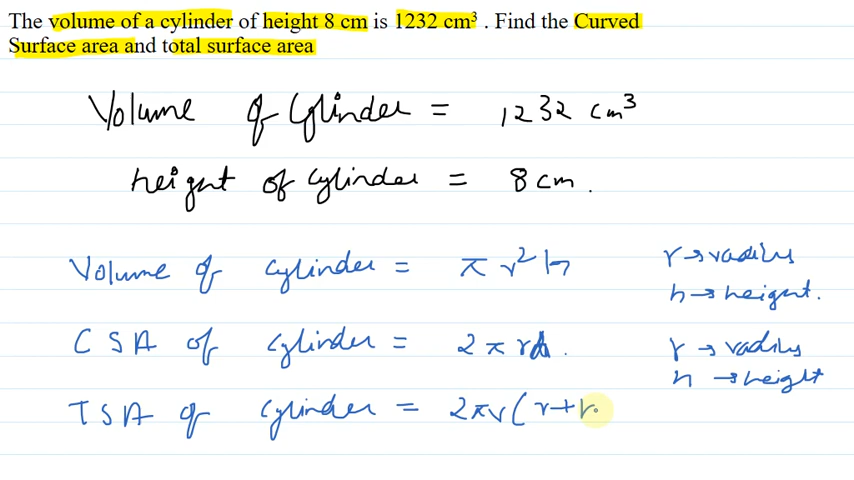 The volume of a cylinder of height 8 cm is 1232 cm³ . Find the Curved
Surface area and total surface area
Volume of Cylinder = 1232 cm³
height of cylinder = 8 cm.
Volume of cylinder = πr²h r→radius
h→height.
CSA of cylinder = 2πrh. r→radius
h→height
TSA of cylinder = 2πr(r+h